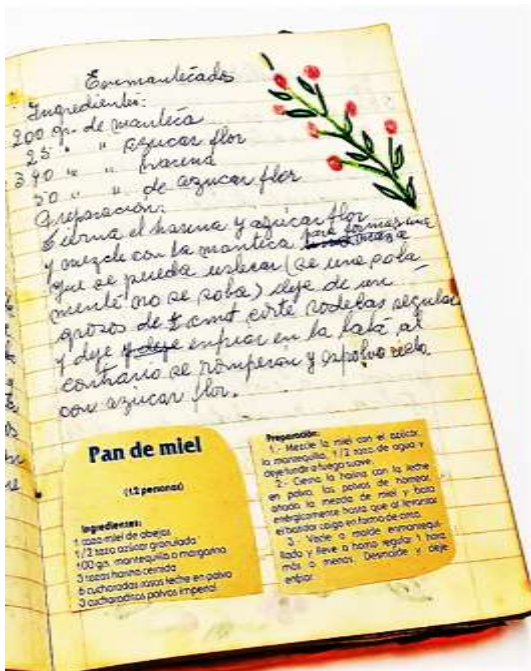 Enmantecados
Ingredientes:
200 gr. de manteca
25 " " azucar flor
340 " " harina
50 " " de azucar flor
Preparación:
Cierna el harina y azúcar flor
y mezcle con la manteca para formar una
masa
que se pueda uslerear (se une sola
mente no se soba) deje de un
grosor de 1 cmt corte rodelas regular
y deje enfriar en la lata al
contrario se romperan y espolvoreelo
con azucar flor.
Pan de miel
(12 personas)
Ingredientes:
1 taza miel de abejas
1/2 taza azúcar granulada
100 grs. mantequilla o margarina
3 tazas harina cernida
6 cucharadas rasas leche en polvo
3 cucharaditas polvos imperial
Preparación:
1.- Mezcle la miel con el azúcar,
la mantequilla, 1/2 taza de agua y
deje fundir a fuego suave.
2.- Cierna la harina con la leche
en polvo, los polvos de hornear,
añada la mezcla de miel y bata
enérgicamente hasta que al levantar
el batidor caiga en forma de cinta.
3.- Vacíe a molde enmantequi-
llado y lleve a horno regular 1 hora
más o menos. Desmolde y deje
enfriar.